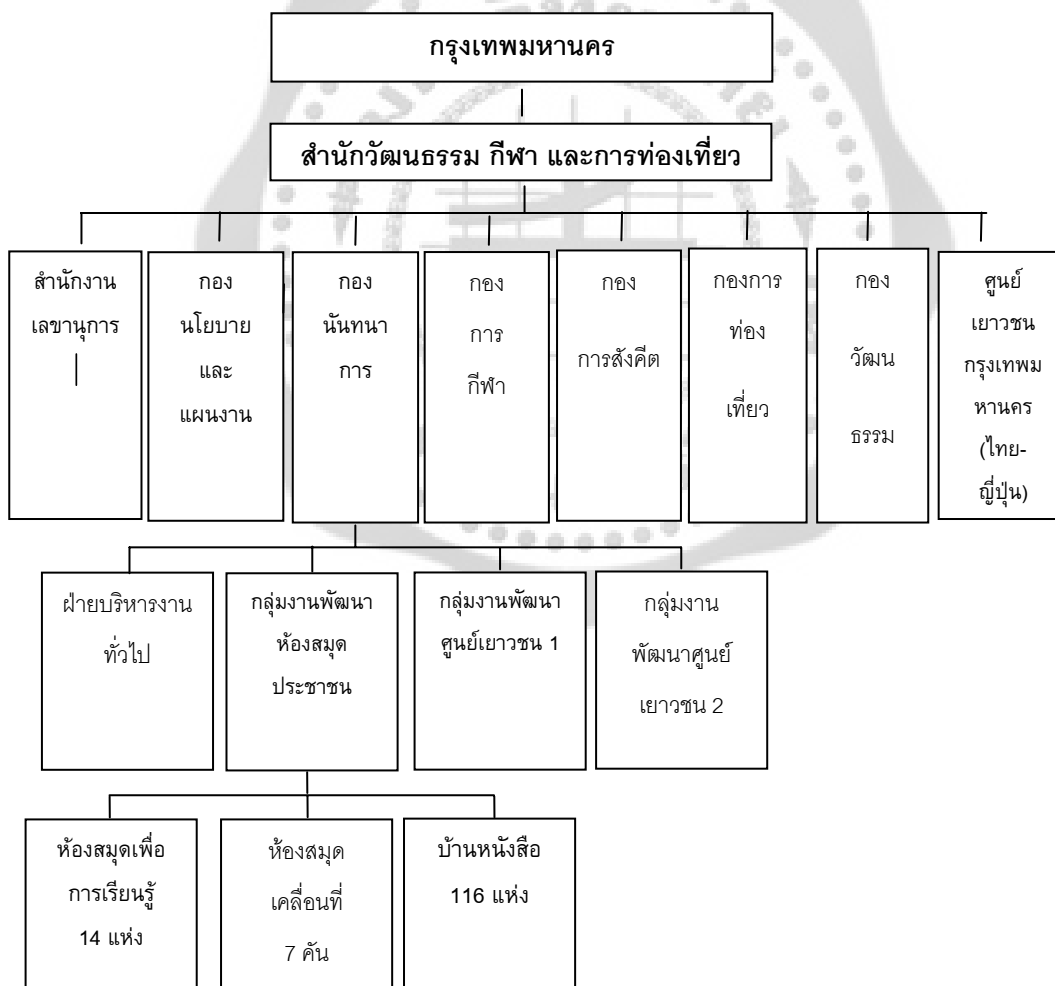 กรุงเทพมหานคร
สำนักวัฒนธรรม กีฬา และการท่องเที่ยว
สำนักงาน
เลขานุการ
กอง
นโยบาย
และ
แผนงาน
กอง
นันทนา
การ
กอง
การ
กีฬา
กอง
การสังคีต
กองการ
ท่อง
เที่ยว
กอง
วัฒน
ธรรม
ศูนย์
เยาวชน
กรุงเทพม
หานคร
(ไทย-
ญี่ปุ่น)
ฝ่ายบริหารงาน
ทั่วไป
กลุ่มงานพัฒนา
ห้องสมุด
ประชาชน
กลุ่มงานพัฒนา
ศูนย์เยาวชน 1
กลุ่มงาน
พัฒนาศูนย์
เยาวชน 2
ห้องสมุดเพื่อ
การเรียนรู้
14 แห่ง
ห้องสมุด
เคลื่อนที่
7 คัน
บ้านหนังสือ
116 แห่ง